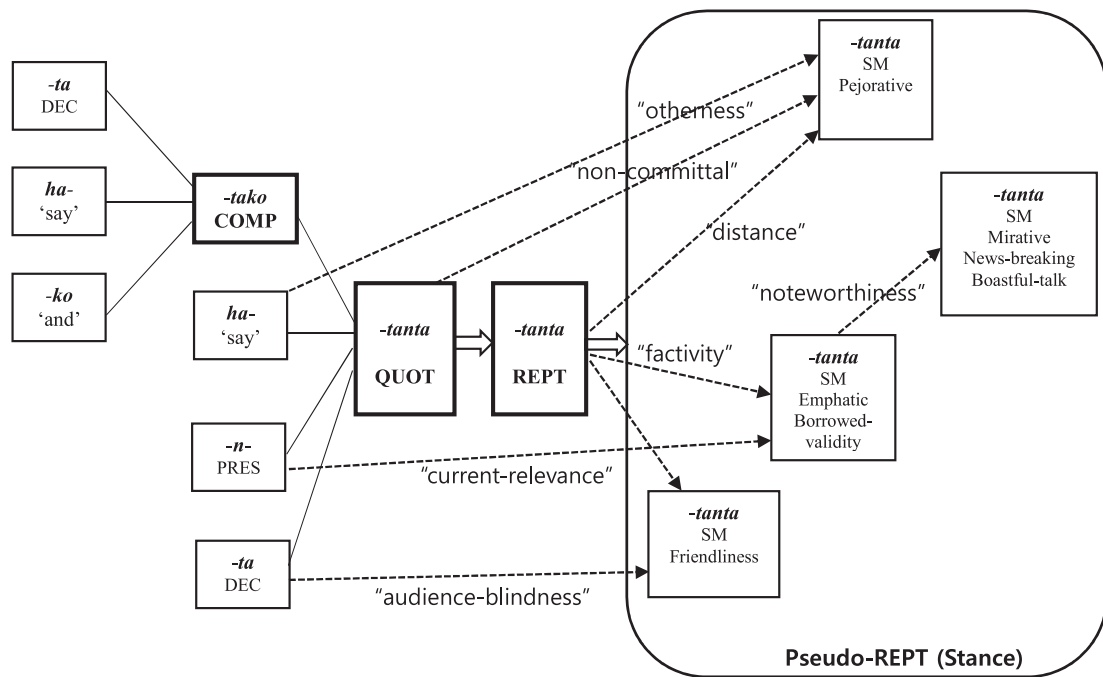 -ta
DEC
ha-
‘say’
-ko
‘and’
-tako
COMP
ha-
‘say’
-n-
PRES
-ta
DEC
-tanta
QUOT
-tanta
REPT
“otherness“
“non-committal“
“distance“
“factivity“
“current-relevance“
“audience-blindness“
“noteworthiness“
-tanta
SM
Pejorative
-tanta
SM
Mirative
News-breaking
Boastful-talk
-tanta
SM
Emphatic
Borrowed-
validity
-tanta
SM
Friendliness
Pseudo-REPT (Stance)